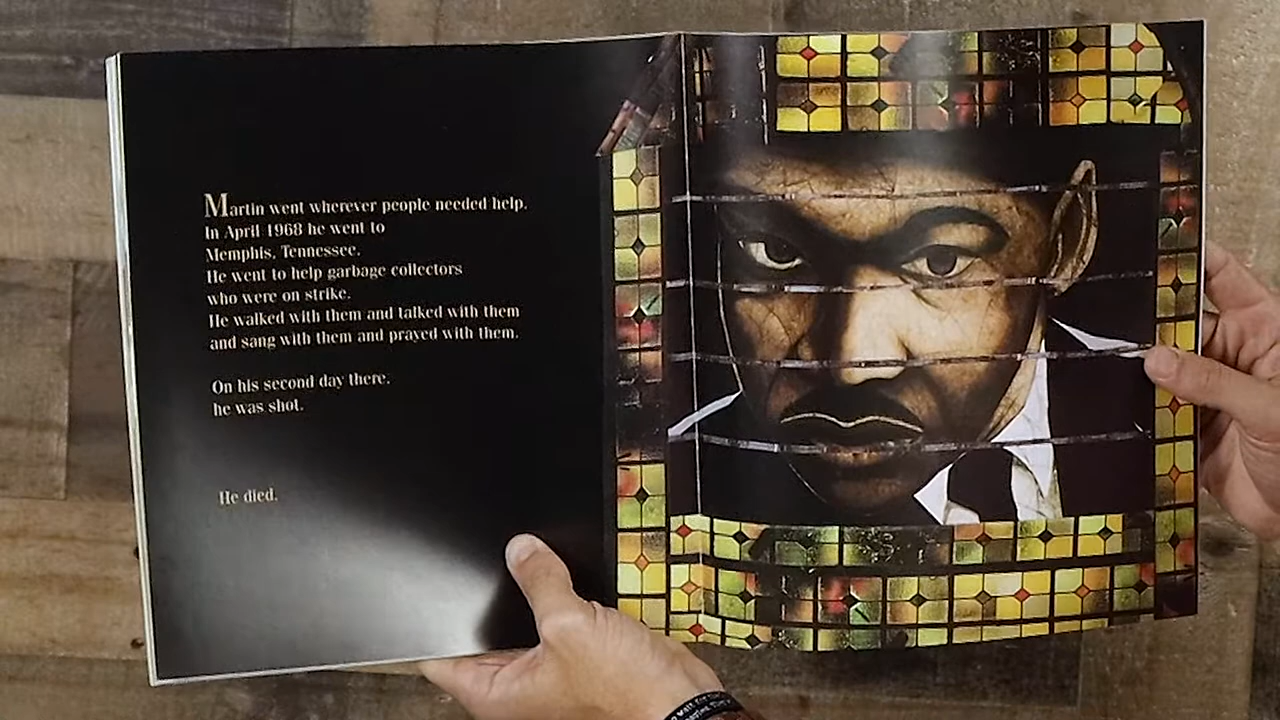 Martin went wherever people needed help.
In April 1968 he went to
Memphis, Tennessee.
He went to help garbage collectors
who were on strike.
He walked with them and talked with them
and sang with them and prayed with them.
On his second day there,
he was shot.
He died.